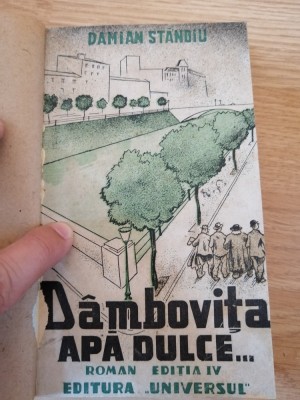 DAMIAN STĂNOIU
Dâmbovița
APĂ DULCE...
ROMAN EDIȚIA IV
EDITURA „UNIVERSUL"